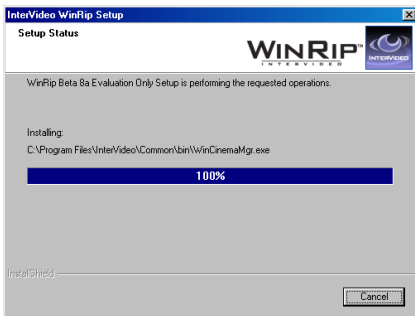 InterVideo WinRip Setup
Setup Status
WINRIP™
INTERVIDEO
INTERVIDEO
WinRip Beta 8a Evaluation Only Setup is performing the requested operations.
Installing:
C:\Program Files\InterVideo\Common\bin\WinCinemaMgr.exe
100%
InstallShield
Cancel